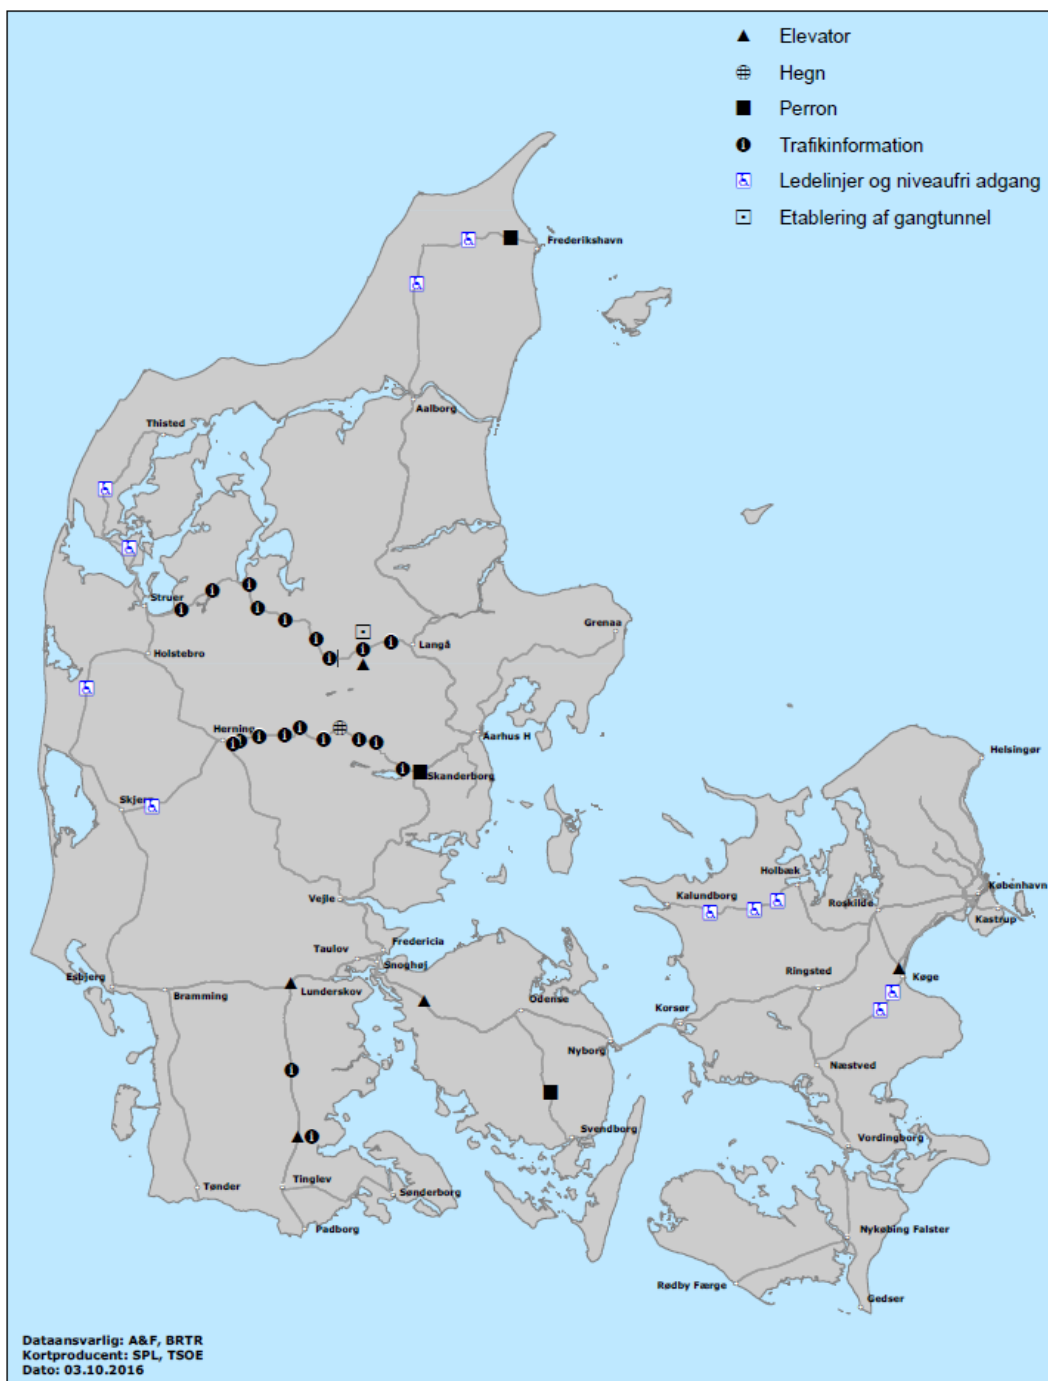 Elevator
Hegn
Perron
Trafikinformation
Ledelinjer og niveaufri adgang
Etablering af gangtunnel
Frederikshavn
Aalborg
Thisted
Struer
Grenaa
Langå
Holstebro
Herning
Aarhus H
Skanderborg
Helsingør
Skjern
Holbæk
København
Kalundborg
Roskilde
Kastrup
Vejle
Fredericia
Taulov
Snoghøj
Esbjerg
Bramming
Lunderskov
Ringsted
Køge
Odense
Korsør
Nyborg
Næstved
Svendborg
Vordingborg
Tønder
Tinglev
Sønderborg
Padborg
Nykøbing Falster
Rødby Færge
Gedser
Dataansvarlig: A&F, BRTR
Kortproducent: SPL, TSOE
Dato: 03.10.2016